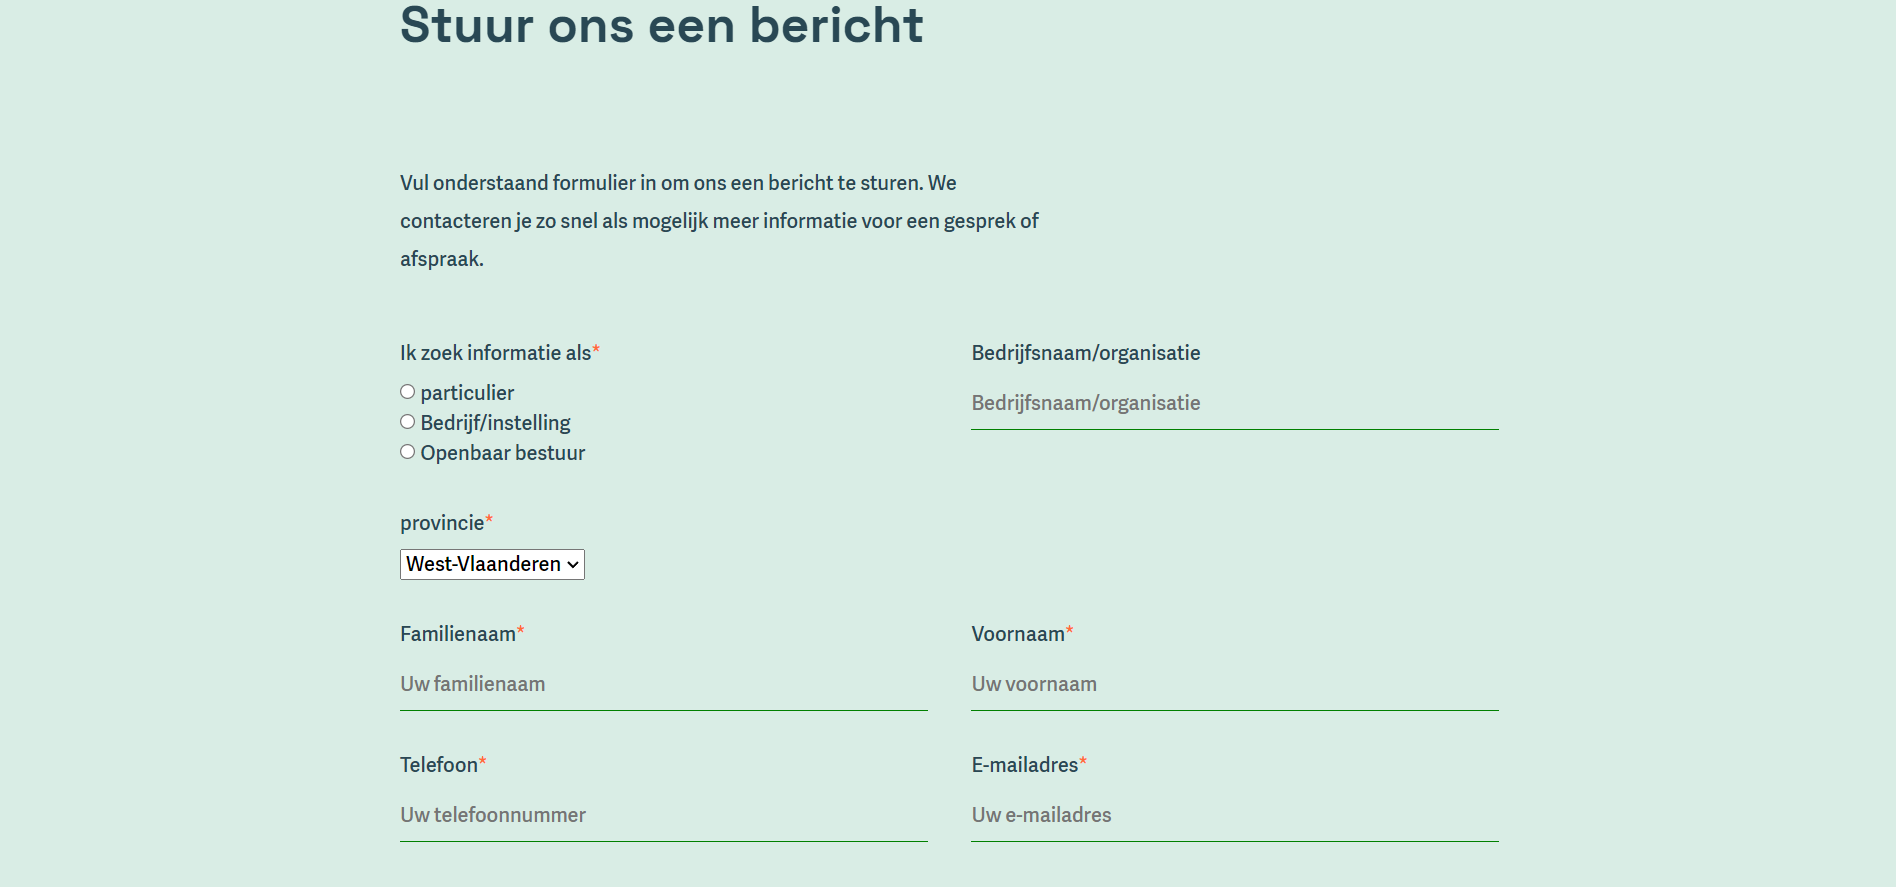 Stuur ons een bericht
Vul onderstaand formulier in om ons een bericht te sturen. We
contacteren je zo snel als mogelijk meer informatie voor een gesprek of
afspraak.
Ik zoek informatie als*
particulier
Bedrijf/instelling
Openbaar bestuur
Bedrijfsnaam/organisatie
Bedrijfsnaam/organisatie
provincie*
West-Vlaanderen
Familienaam*
Uw familienaam
Voornaam*
Uw voornaam
Telefoon*
Uw telefoonnummer
E-mailadres*
Uw e-mailadres